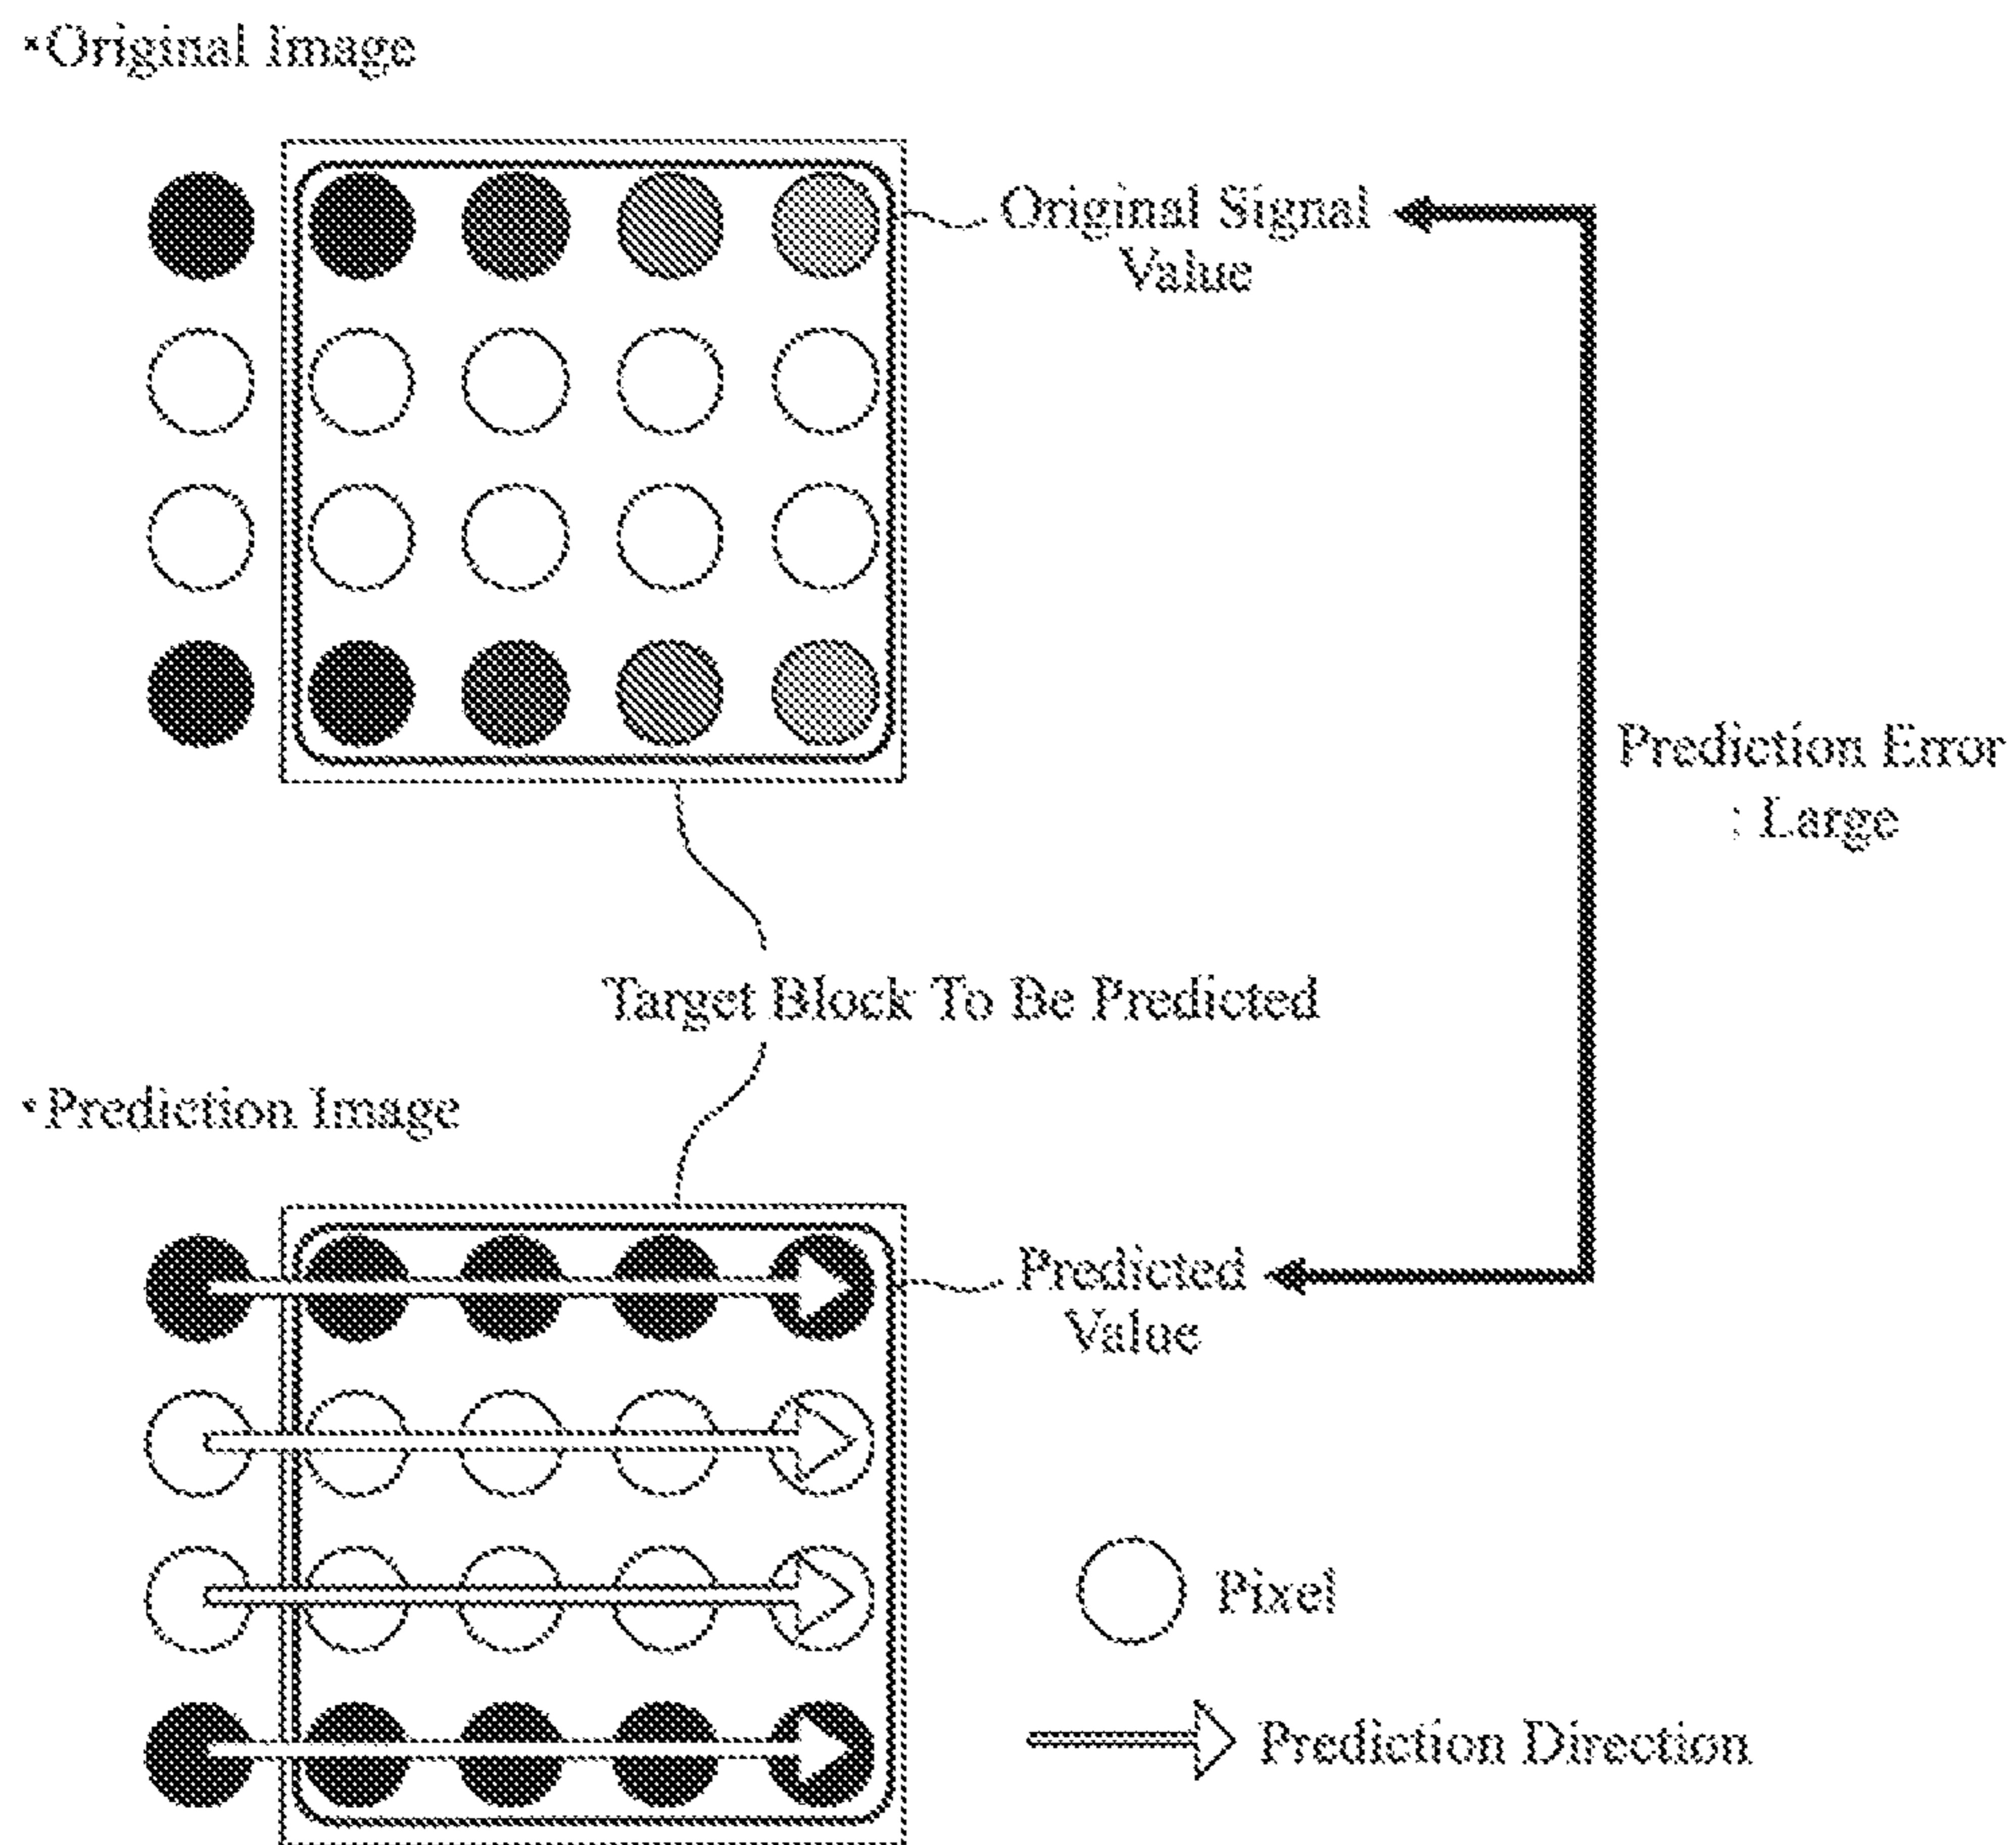 •Original Image
Original Signal
Value
Prediction Error
: Large
Target Block To Be Predicted
•Prediction Image
Predicted
Value
Pixel
Prediction Direction